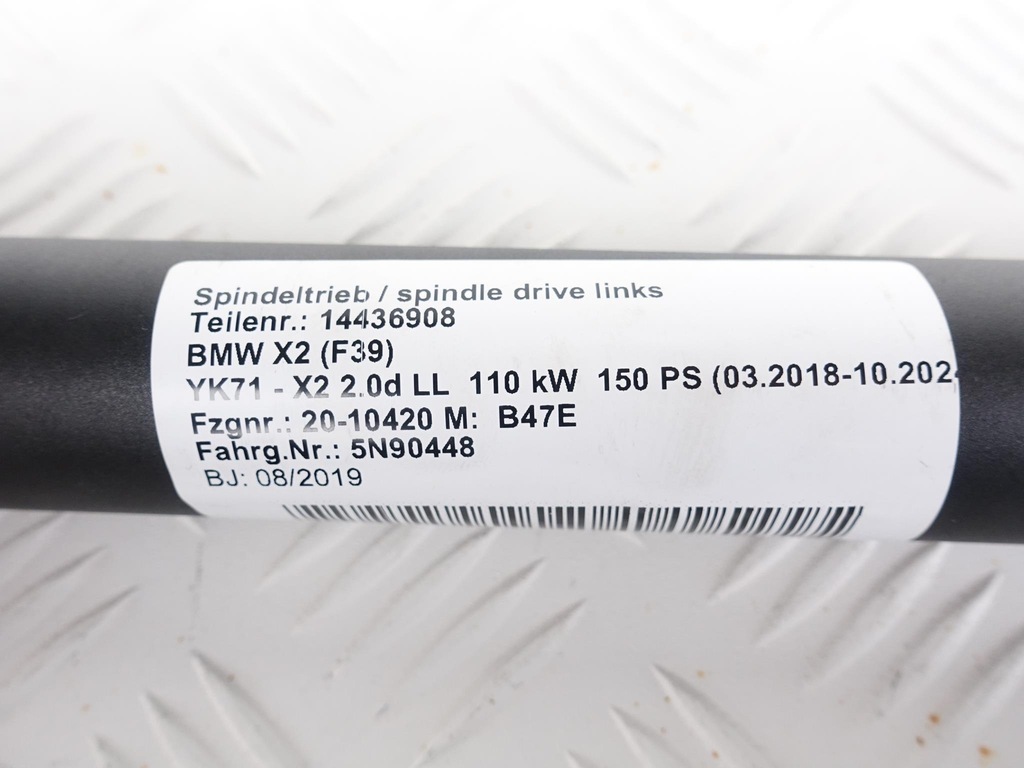 Spindeltrieb / spindle drive links
Teilenr.: 14436908
BMW X2 (F39)
YK71 - X2 2.0d LL 110 kW 150 PS (03.2018-10.202
Fzgnr.: 20-10420 M: B47E
Fahrg.Nr.: 5N90448
BJ: 08/2019